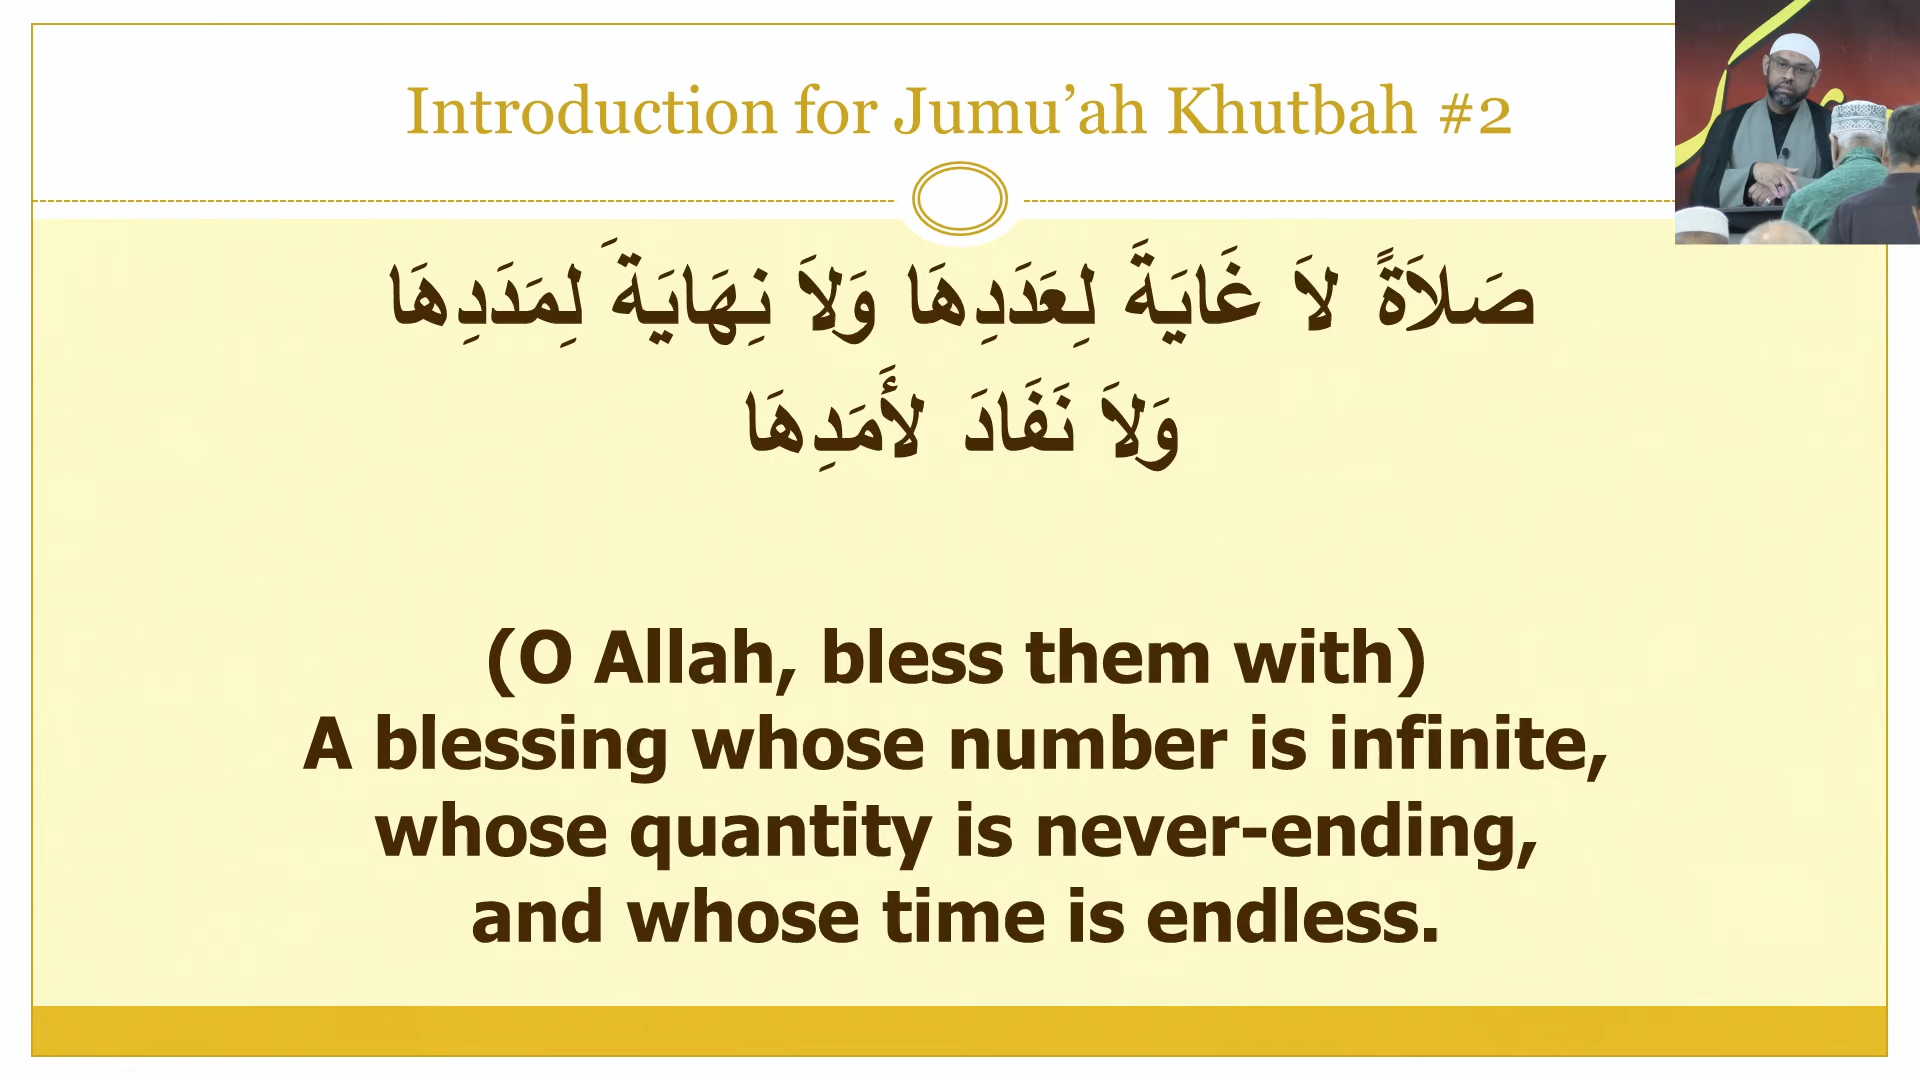 Introduction for Jumu’ah Khutbah #2
صَلاَةً لاَ غَايَةَ لِعَدَدِهَا وَلاَ نِهَايَةَ لِمَدَدِهَا
وَلاَ نَفَادَ لأَمَدِهَا
(O Allah, bless them with)
A blessing whose number is infinite,
whose quantity is never-ending,
and whose time is endless.